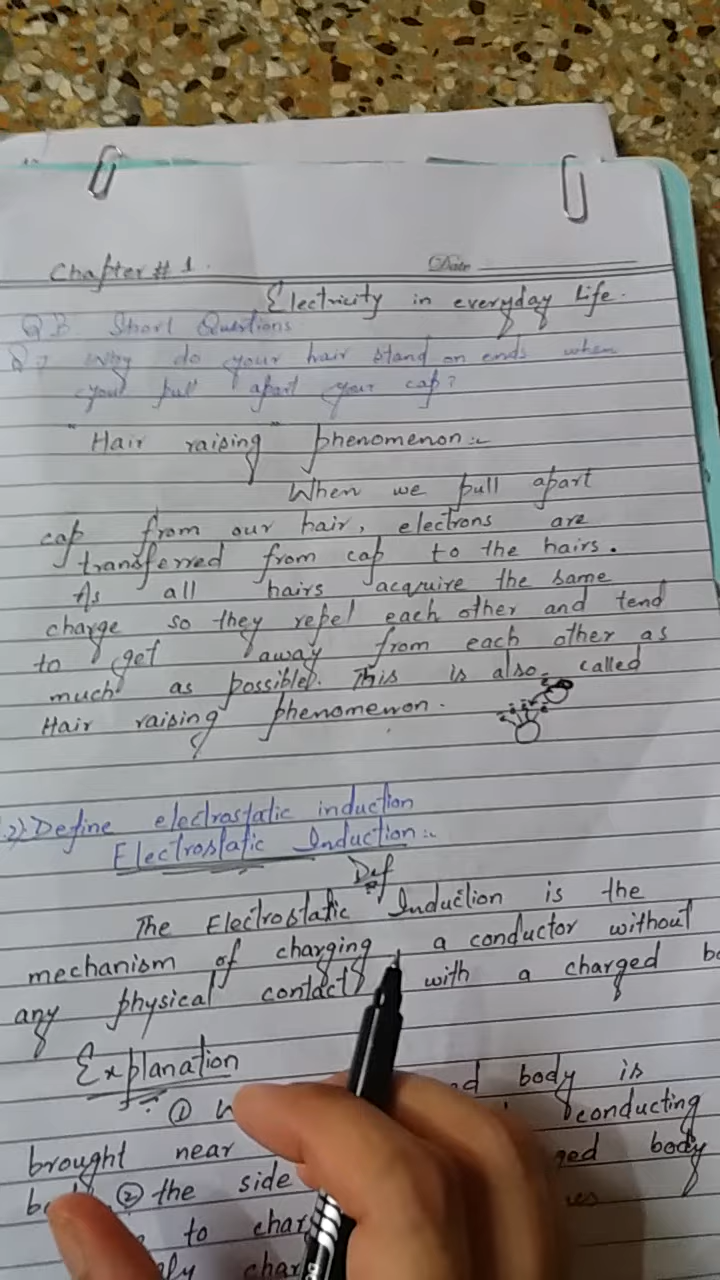 Chapter # 1.
Date
Electricity in everyday Life.
Q3 Short Questions
Why do your hair stand on ends when
you pull apart your cap?
"Hair raising" phenomenon:-
When we pull apart
cap from our hair, electrons are
transferred from cap to the hairs.
As all hairs acquire the same
charge so they repel each other and tend
to get away from each other as
much as possible. This is also called
Hair raising phenomenon.
2) Define electrostatic induction
Electrostatic Induction:-
Def
The Electrostatic Induction is the
mechanism of charging a conductor without
any physical contact with a charged
Explanation
① body is
brought near conducting
② the side body
to